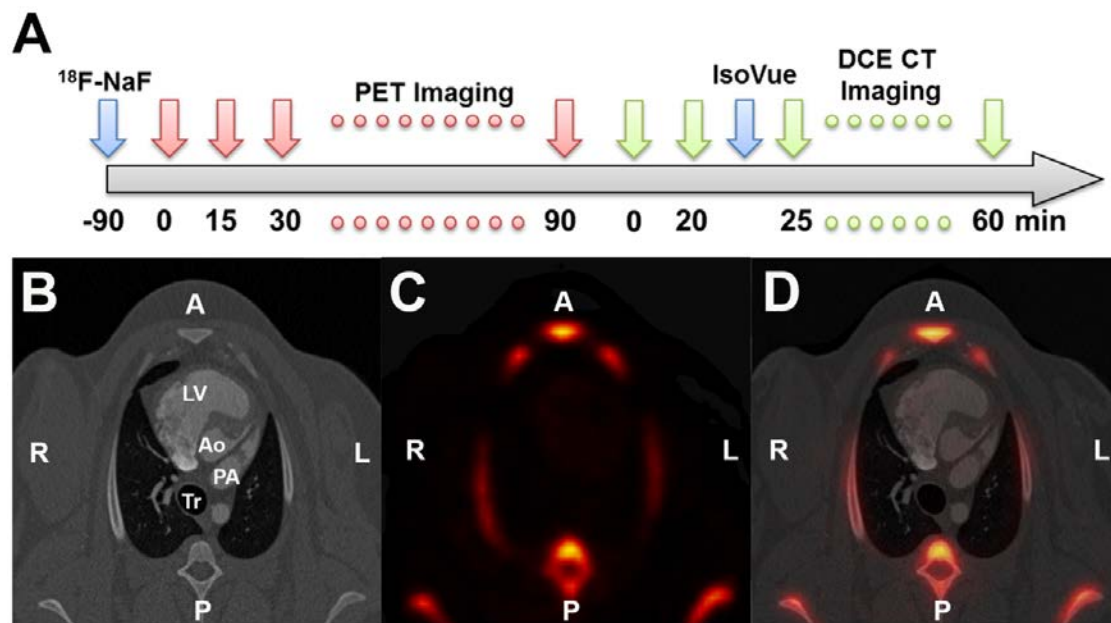 A
¹⁸F-NaF
PET Imaging
IsoVue
DCE CT
Imaging
-90 0 15 30 90 0 20 25 60 min
B
A
LV
Ao
PA
Tr
R
L
P
C
A
R
L
P
D
A
R
L
P